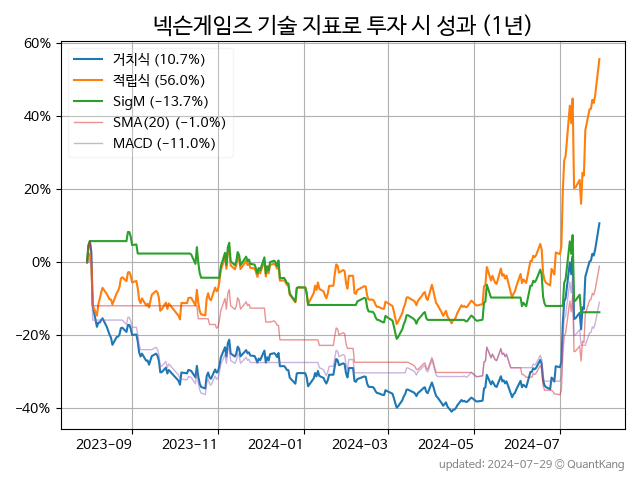 넥슨게임즈 기술 지표로 투자 시 성과 (1년)
60%
40%
20%
0%
−20%
−40%
거치식 (10.7%)
적립식 (56.0%)
SigM (−13.7%)
SMA(20) (−1.0%)
MACD (−11.0%)
2023−09
2023−11
2024−01
2024−03
2024−05
2024−07
updated: 2024-07-29 © QuantKang